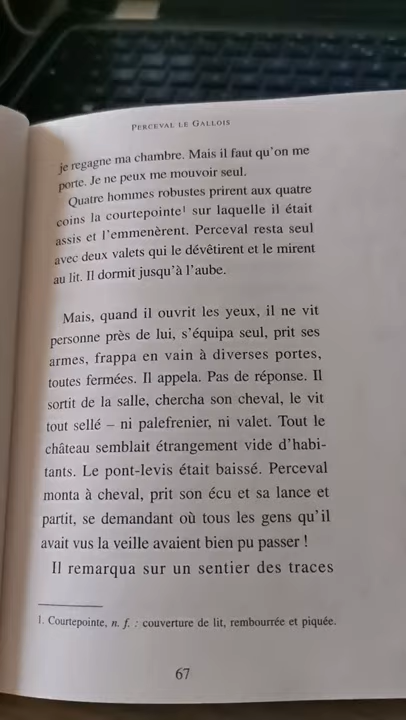 PERCEVAL LE GALLOIS
je regagne ma chambre. Mais il faut qu'on me
porte. Je ne peux me mouvoir seul.
Quatre hommes robustes prirent aux quatre
coins la courtepointe¹ sur laquelle il était
assis et l'emmenèrent. Perceval resta seul
avec deux valets qui le dévêtirent et le mirent
au lit. Il dormit jusqu'à l'aube.
Mais, quand il ouvrit les yeux, il ne vit
personne près de lui, s'équipa seul, prit ses
armes, frappa en vain à diverses portes,
toutes fermées. Il appela. Pas de réponse. Il
sortit de la salle, chercha son cheval, le vit
tout sellé – ni palefrenier, ni valet. Tout le
château semblait étrangement vide d'habi-
tants. Le pont-levis était baissé. Perceval
monta à cheval, prit son écu et sa lance et
partit, se demandant où tous les gens qu'il
avait vus la veille avaient bien pu passer !
Il remarqua sur un sentier des traces
1. Courtepointe, n. f. : couverture de lit, rembourrée et piquée.
67